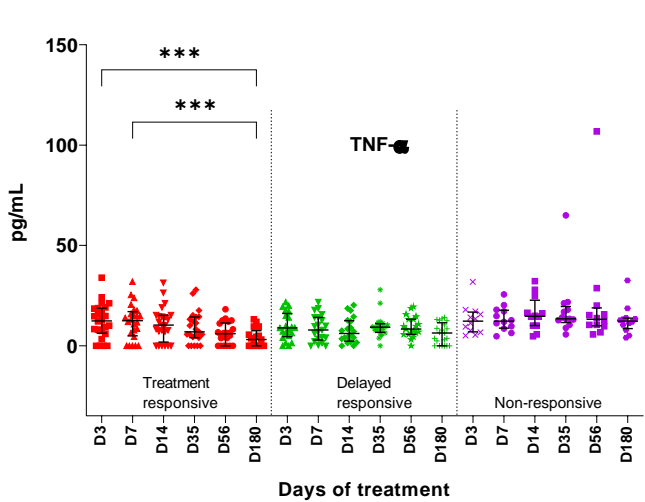 150
***
***
100
TNF-α
pg/mL
50
0
Treatment
responsive
Delayed
responsive
Non-responsive
D3 D7 D14 D35 D56 D180 D3 D7 D14 D35 D56 D180 D3 D7 D14 D35 D56 D180
Days of treatment